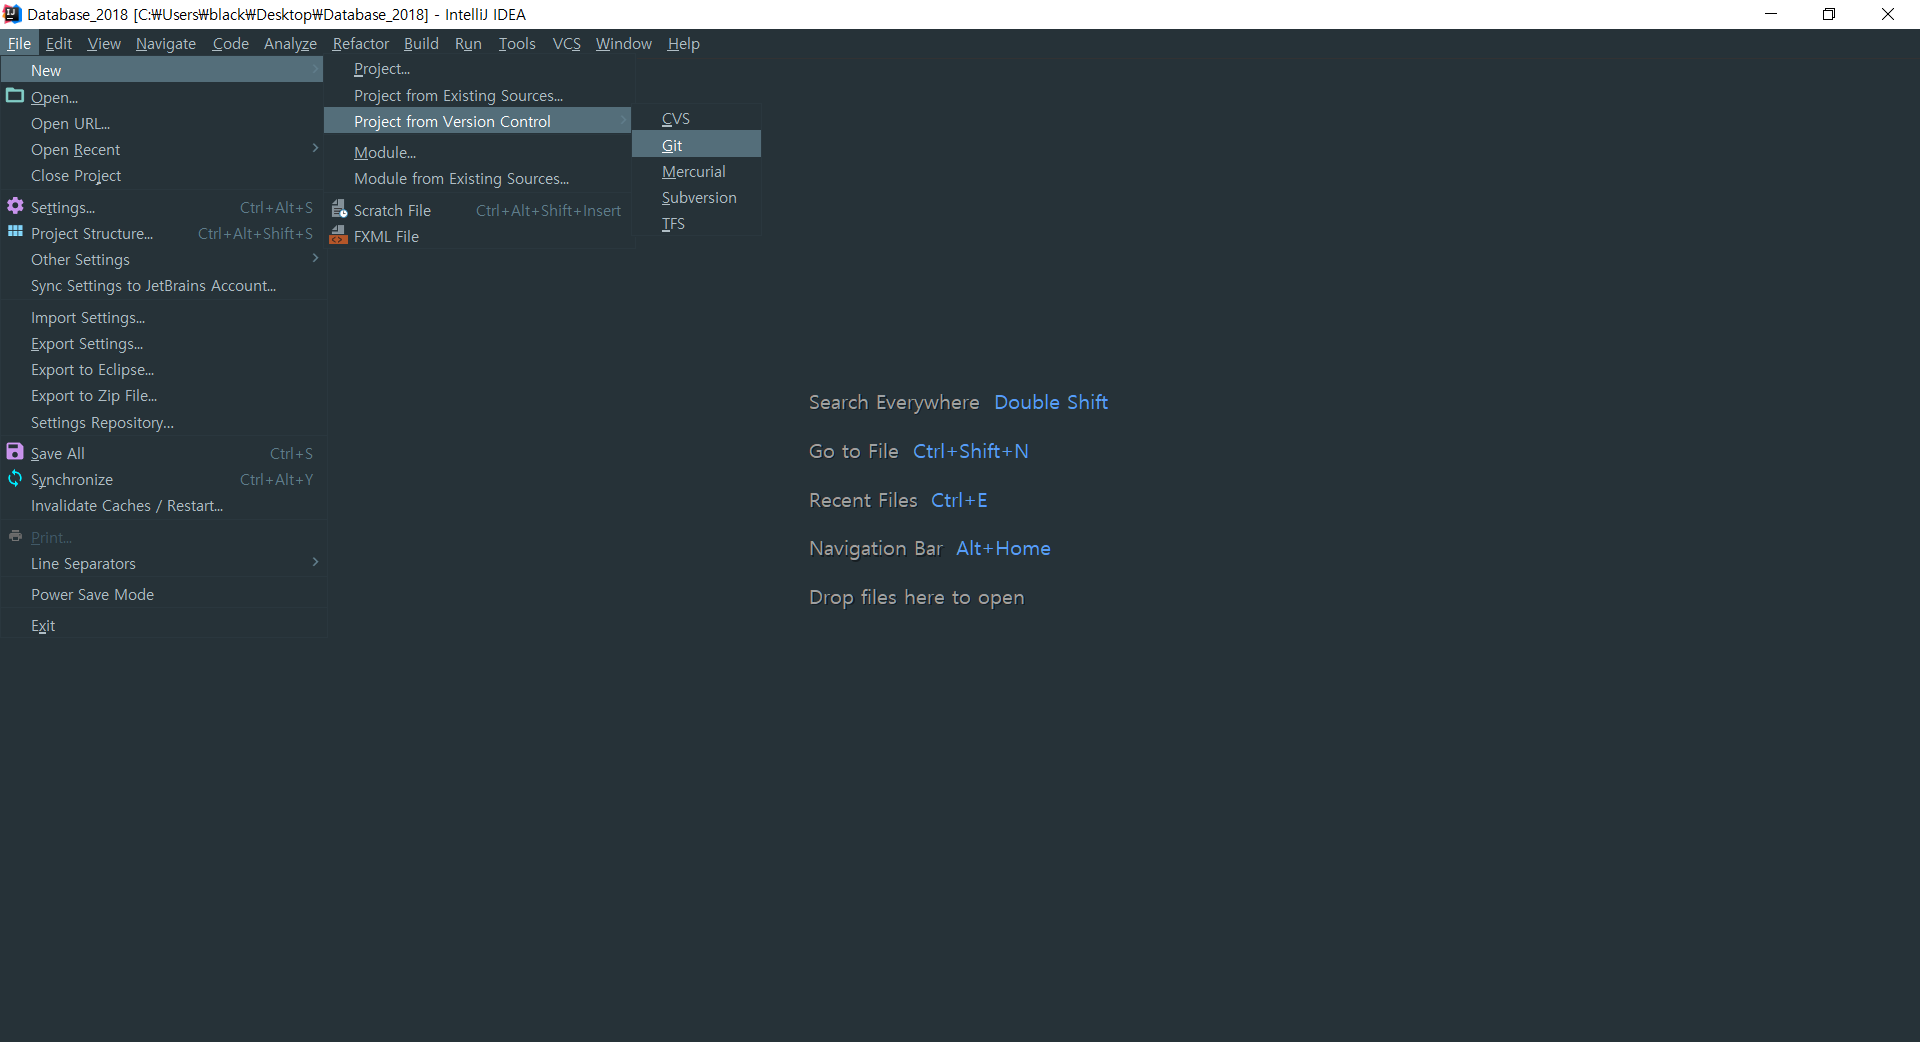 Database_2018 [C:₩Users₩black₩Desktop₩Database_2018] - IntelliJ IDEA
File Edit View Navigate Code Analyze Refactor Build Run Tools VCS Window Help
New
Open...
Open URL...
Open Recent
Close Project
Settings... Ctrl+Alt+S
Project Structure... Ctrl+Alt+Shift+S
Other Settings
Sync Settings to JetBrains Account...
Import Settings...
Export Settings...
Export to Eclipse...
Export to Zip File...
Settings Repository...
Save All Ctrl+S
Synchronize Ctrl+Alt+Y
Invalidate Caches / Restart...
Print...
Line Separators
Power Save Mode
Exit
Project...
Project from Existing Sources...
Project from Version Control
Module...
Module from Existing Sources...
Scratch File Ctrl+Alt+Shift+Insert
FXML File
CVS
Git
Mercurial
Subversion
TFS
Search Everywhere Double Shift
Go to File Ctrl+Shift+N
Recent Files Ctrl+E
Navigation Bar Alt+Home
Drop files here to open